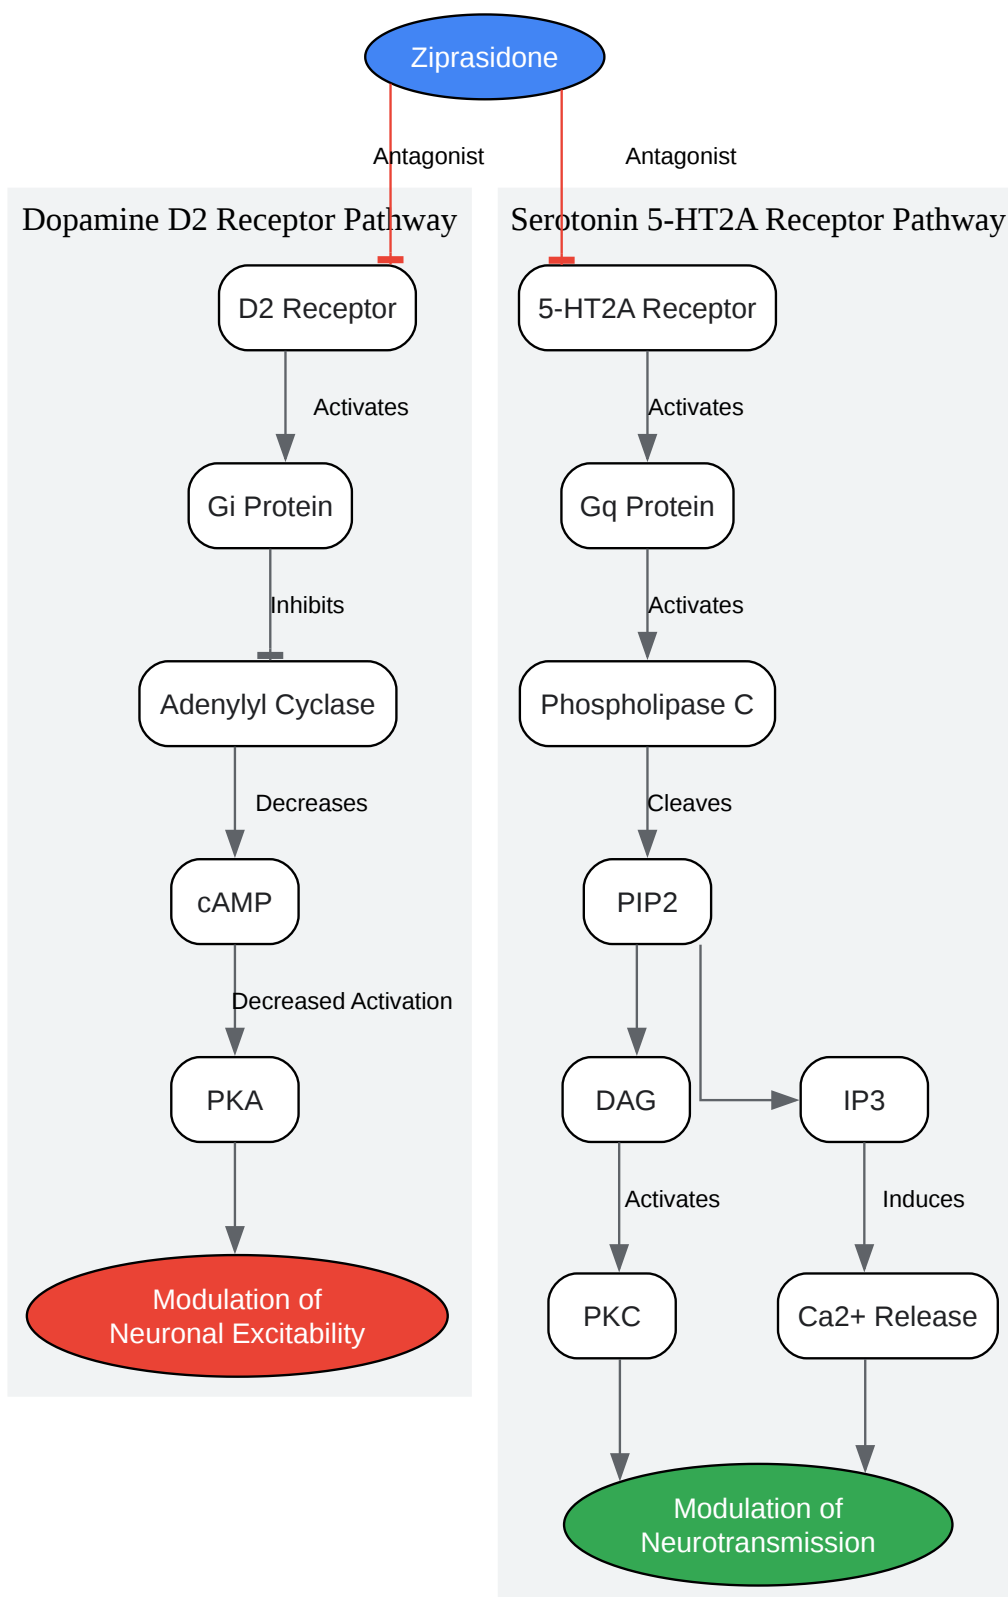 Ziprasidone
Antagonist
Antagonist
Dopamine D2 Receptor Pathway
D2 Receptor
Activates
Gi Protein
Inhibits
Adenylyl Cyclase
Decreases
cAMP
Decreased Activation
PKA
Modulation of
Neuronal Excitability
Serotonin 5-HT2A Receptor Pathway
5-HT2A Receptor
Activates
Gq Protein
Activates
Phospholipase C
Cleaves
PIP2
DAG
IP3
Activates
Induces
PKC
Ca2+ Release
Modulation of
Neurotransmission